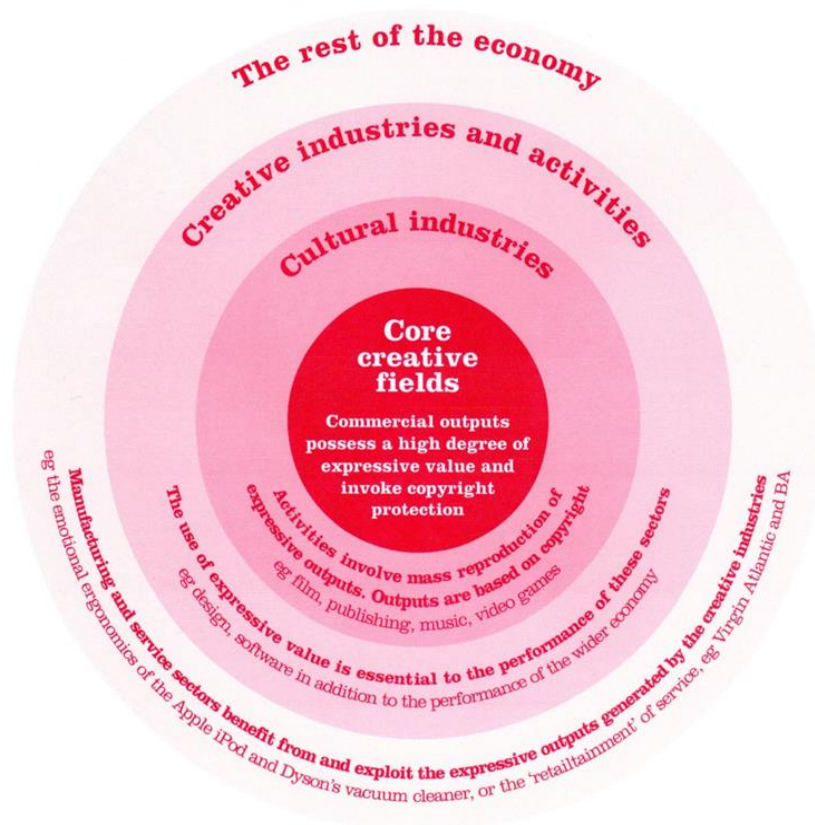 The rest of the economy
Creative industries and activities
Cultural industries
Core
creative
fields
Commercial outputs
possess a high degree of
expressive value and
invoke copyright
protection
Activities involve mass reproduction of
expressive outputs. Outputs are based on copyright
eg film, publishing, music, video games
The use of expressive value is essential to the performance of these sectors
eg design, software in addition to the performance of the wider economy
Manufacturing and service sectors benefit from and exploit the expressive outputs generated by the creative industries
eg the emotional ergonomics of the Apple iPod and Dyson's vacuum cleaner, or the 'retailtainment' of service, eg Virgin Atlantic and BA